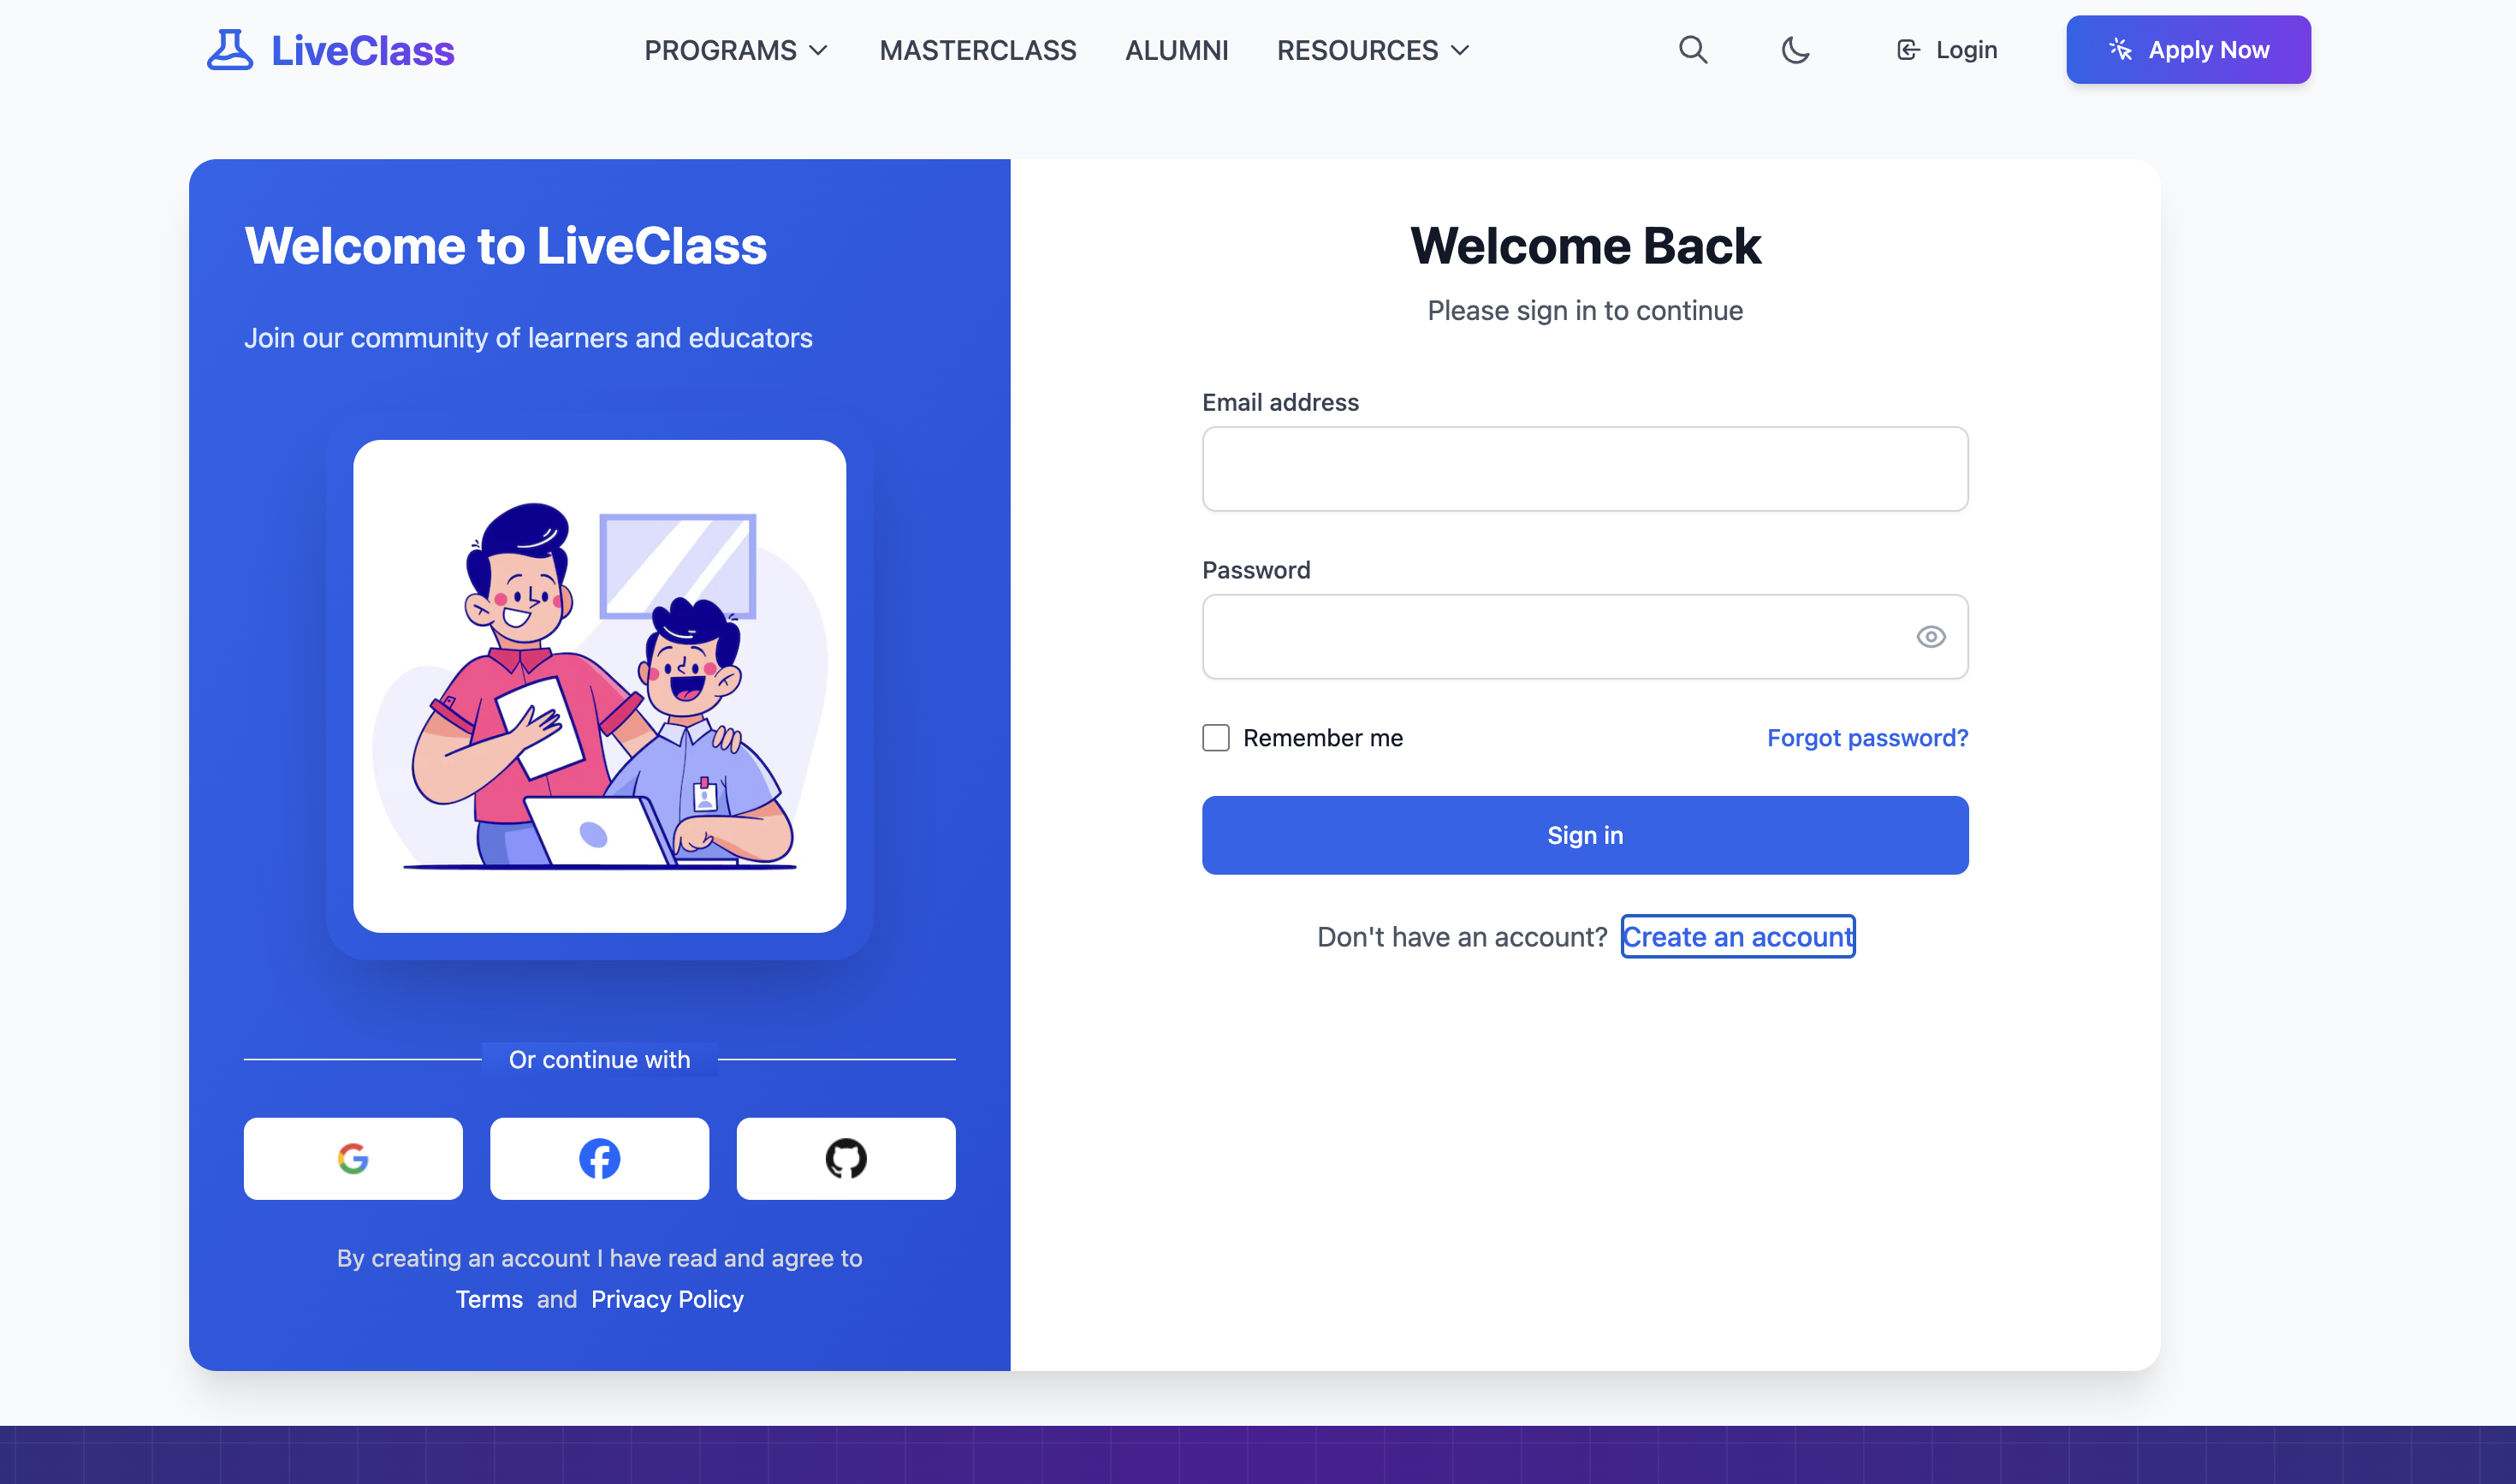 LiveClass
PROGRAMS
MASTERCLASS
ALUMNI
RESOURCES
Login
Apply Now
Welcome to LiveClass
Join our community of learners and educators
Or continue with
By creating an account I have read and agree to
Terms and Privacy Policy
Welcome Back
Please sign in to continue
Email address
Password
Remember me
Forgot password?
Sign in
Don't have an account? Create an account